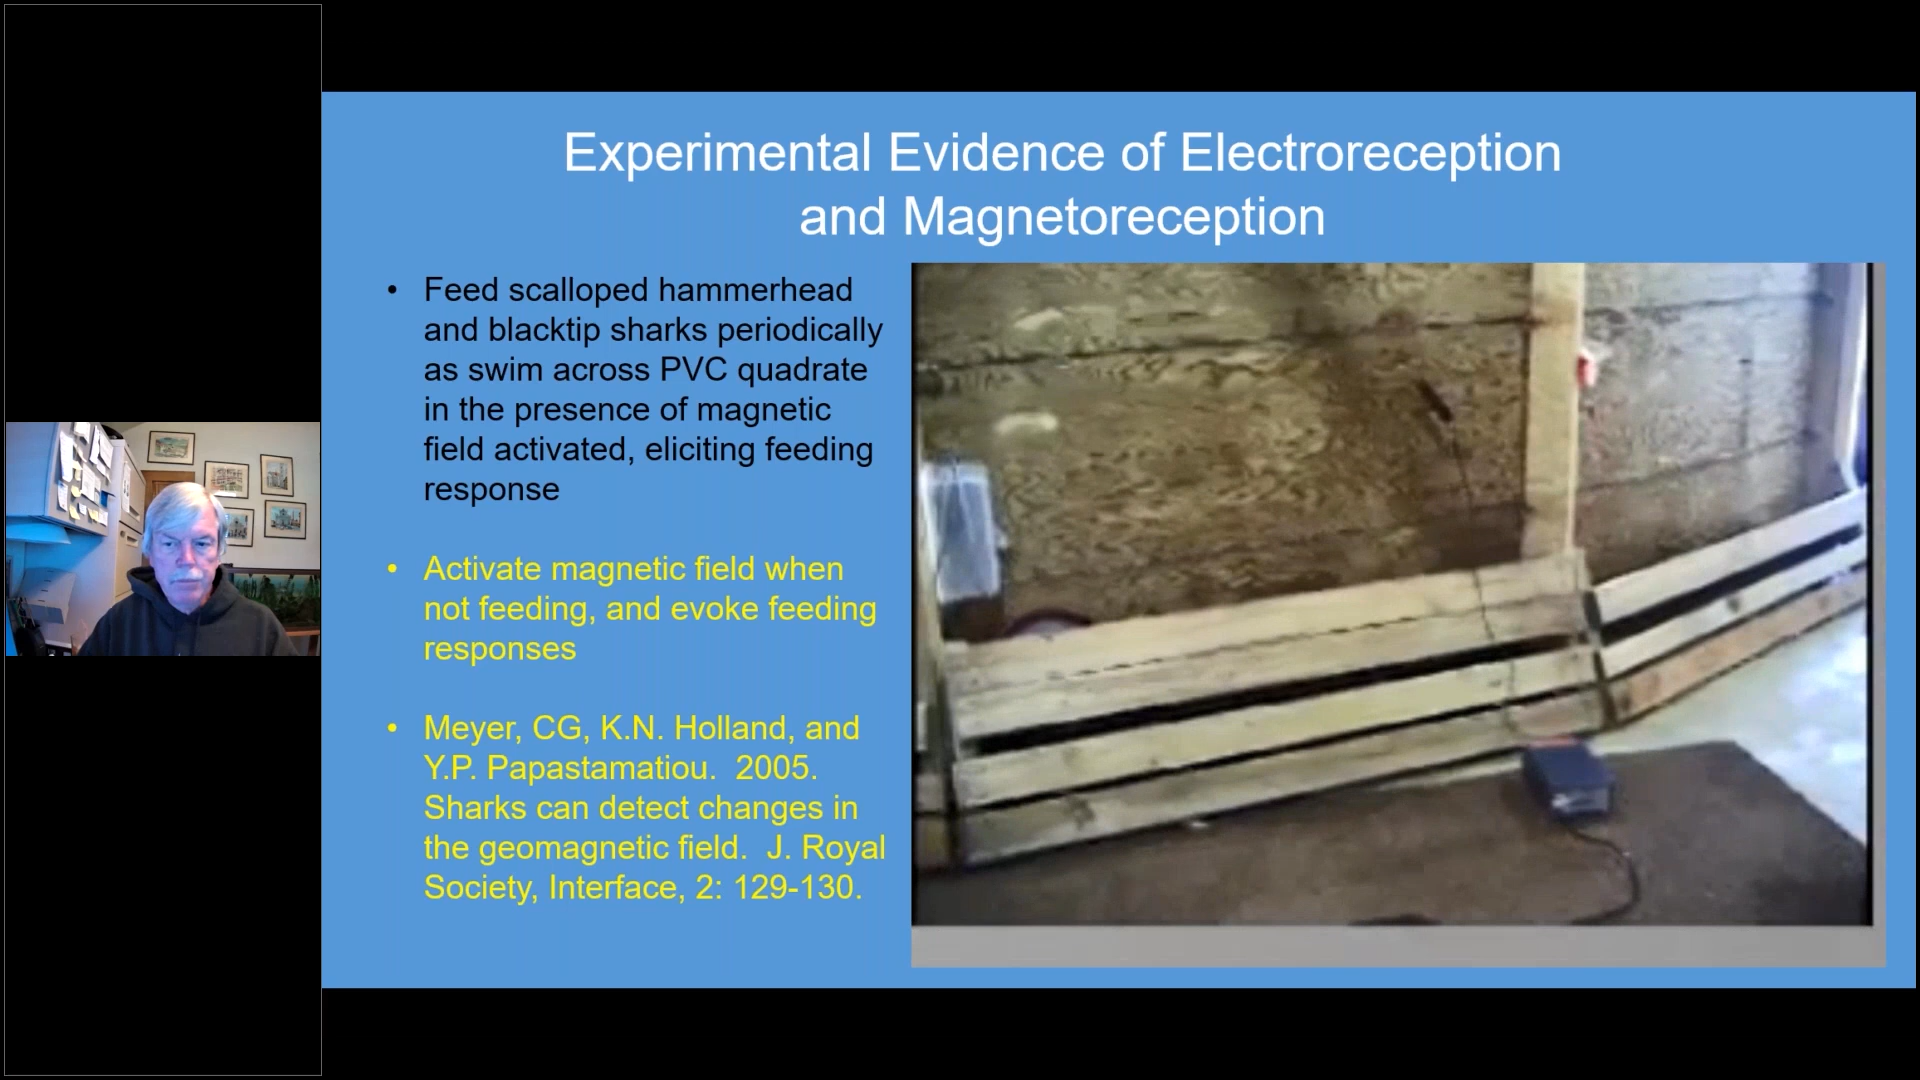 Experimental Evidence of Electroreception
and Magnetoreception
• Feed scalloped hammerhead
and blacktip sharks periodically
as swim across PVC quadrate
in the presence of magnetic
field activated, eliciting feeding
response
• Activate magnetic field when
not feeding, and evoke feeding
responses
• Meyer, CG, K.N. Holland, and
Y.P. Papastamatiou.  2005.
Sharks can detect changes in
the geomagnetic field.  J. Royal
Society, Interface, 2: 129-130.